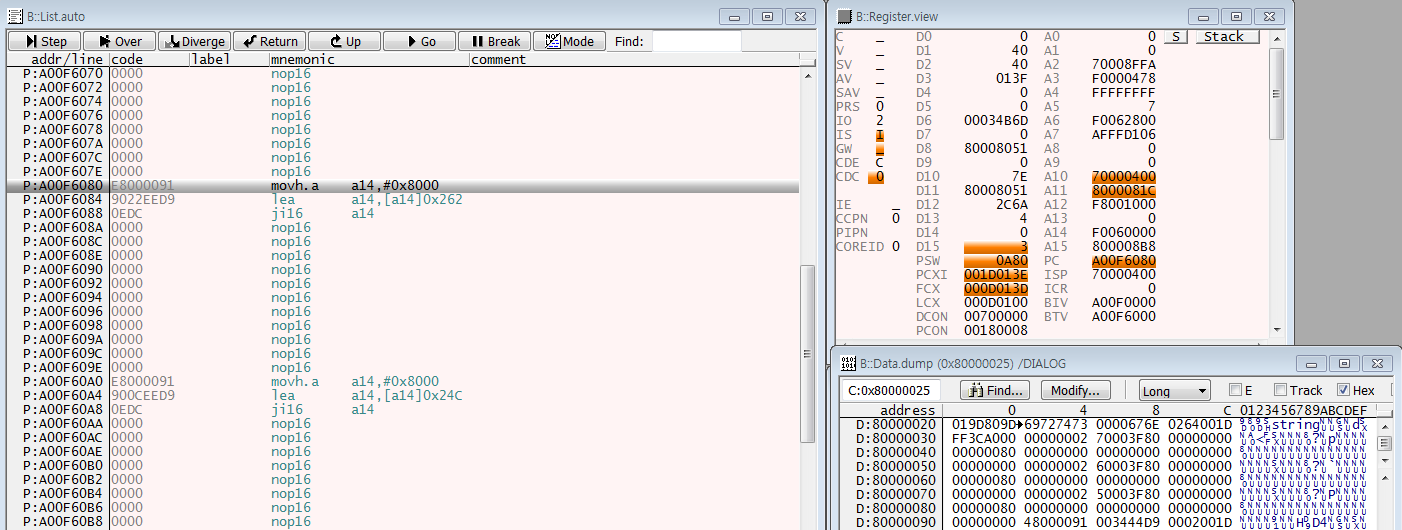 B::List.auto
Step Over Diverge Return Up Go Break Mode Find:
addr/line code label mnemonic comment
P:A00F6070 0000 nop16
P:A00F6072 0000 nop16
P:A00F6074 0000 nop16
P:A00F6076 0000 nop16
P:A00F6078 0000 nop16
P:A00F607A 0000 nop16
P:A00F607C 0000 nop16
P:A00F607E 0000 nop16
P:A00F6080 E8000091 movh.a a14,#0x8000
P:A00F6084 9022EED9 lea a14,[a14]0x262
P:A00F6088 0EDC ji16 a14
P:A00F608A 0000 nop16
P:A00F608C 0000 nop16
P:A00F608E 0000 nop16
P:A00F6090 0000 nop16
P:A00F6092 0000 nop16
P:A00F6094 0000 nop16
P:A00F6096 0000 nop16
P:A00F6098 0000 nop16
P:A00F609A 0000 nop16
P:A00F609C 0000 nop16
P:A00F609E 0000 nop16
P:A00F60A0 E8000091 movh.a a14,#0x8000
P:A00F60A4 900CEED9 lea a14,[a14]0x24C
P:A00F60A8 0EDC ji16 a14
P:A00F60AA 0000 nop16
P:A00F60AC 0000 nop16
P:A00F60AE 0000 nop16
P:A00F60B0 0000 nop16
P:A00F60B2 0000 nop16
P:A00F60B4 0000 nop16
P:A00F60B6 0000 nop16
P:A00F60B8 0000 nop16
B::Register.view
C _ D0 0 A0 0 S Stack
V _ D1 40 A1 0
SV _ D2 40 A2 70008FFA
AV _ D3 013F A3 F0000478
SAV _ D4 0 A4 FFFFFFFF
PRS 0 D5 0 A5 7
IO 2 D6 00034B6D A6 F0062800
IS I D7 0 A7 AFFFD106
GW _ D8 80008051 A8 0
CDE C D9 0 A9 0
CDC 0 D10 7E A10 70000400
D11 80008051 A11 8000081C
IE _ D12 2C6A A12 F8001000
CCPN 0 D13 4 A13 0
PIPN D14 0 A14 F0060000
COREID 0 D15 3 A15 800008B8
PSW 0A80 PC A00F6080
PCXI 001D013E ISP 70000400
FCX 000D013D ICR 0
LCX 000D0100 BIV A00F0000
DCON 00700000 BTV A00F6000
PCON 00180008
B::Data.dump (0x80000025) /DIALOG
C:0x80000025 Find... Modify... Long E Track Hex
address 0 4 8 C 0123456789ABCDEF
D:80000020 019D809D 69727473 0000676E 0264001D string
D:80000030 FF3CA000 00000002 70003F80 00000000
D:80000040 00000080 00000000 00000000 00000000
D:80000050 00000000 00000002 60003F80 00000000
D:80000060 00000080 00000000 00000000 00000000
D:80000070 00000000 00000002 50003F80 00000000
D:80000080 00000080 00000000 00000000 00000000
D:80000090 00000000 48000091 003444D9 0002001D